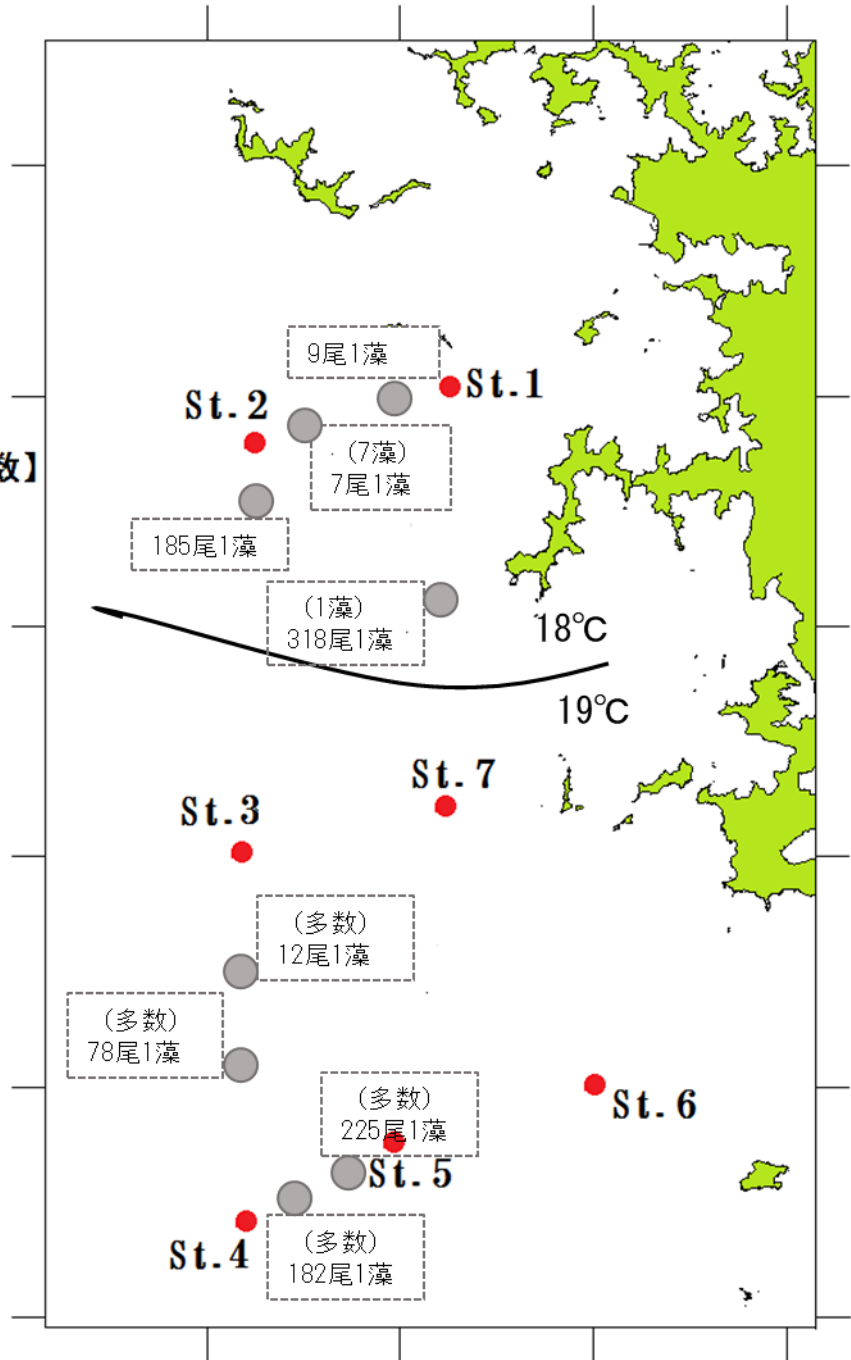 9尾1藻
St.1
St.2
(7藻)
7尾1藻
数】
185尾1藻
(1藻)
318尾1藻
18℃
19℃
St.7
St.3
(多数)
12尾1藻
(多数)
78尾1藻
(多数)
225尾1藻
St.6
St.5
St.4
(多数)
182尾1藻